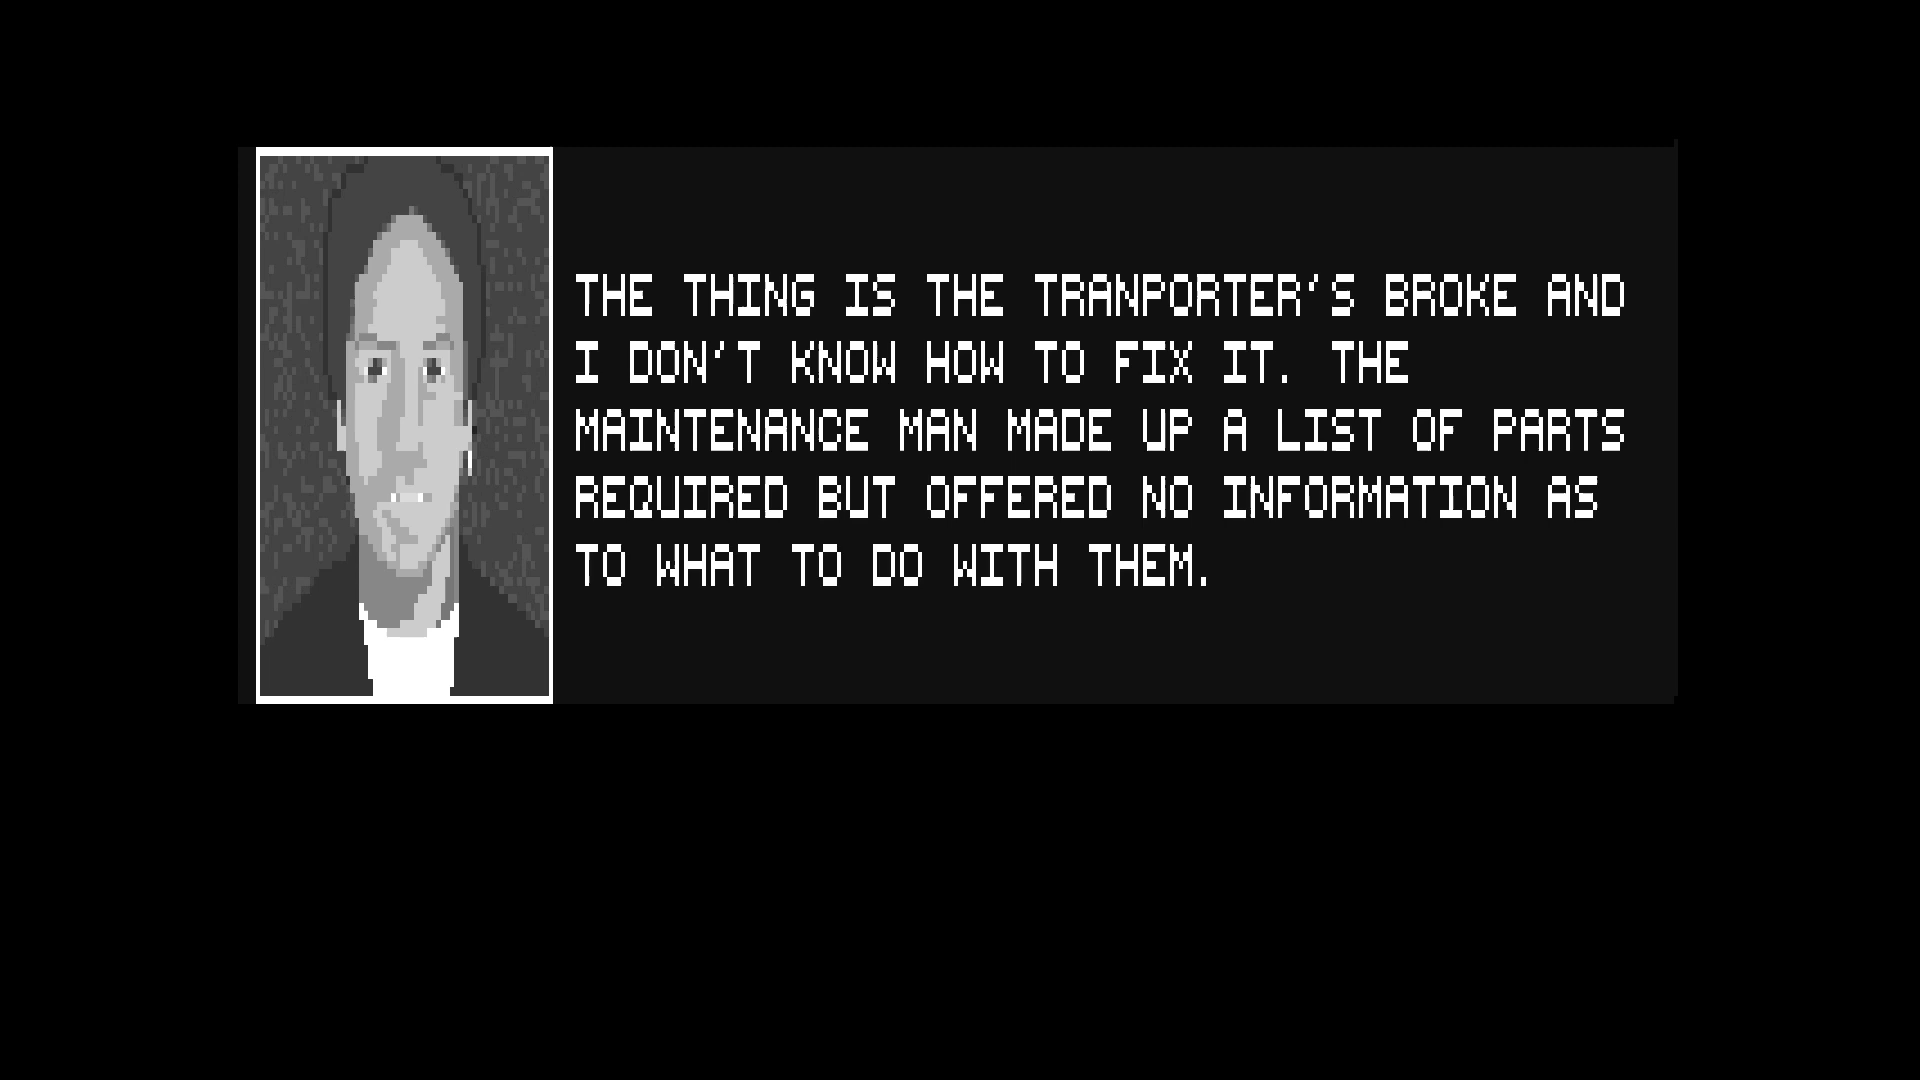 THE THING IS THE TRANPORTER'S BROKE AND
I DON'T KNOW HOW TO FIX IT. THE
MAINTENANCE MAN MADE UP A LIST OF PARTS
REQUIRED BUT OFFERED NO INFORMATION AS
TO WHAT TO DO WITH THEM.